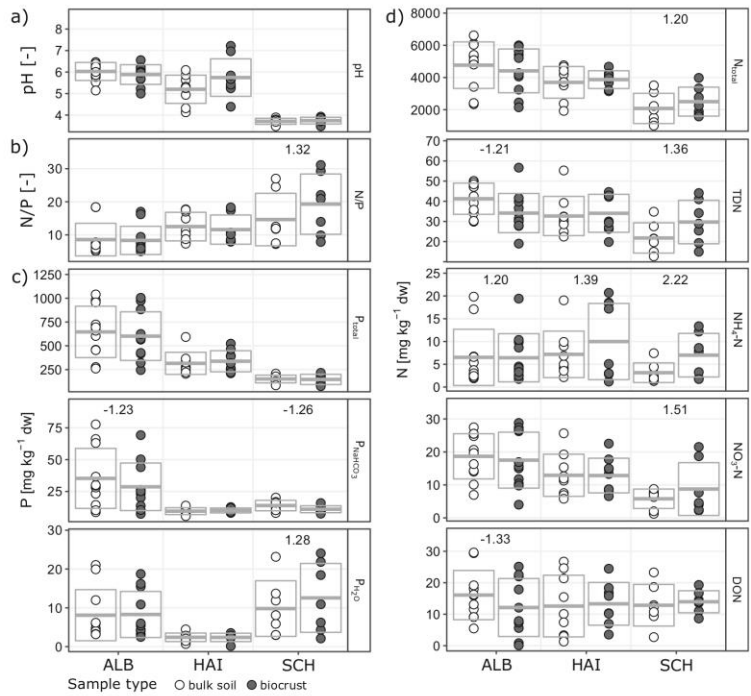 a)
pH [-]
8
7
6
5
4
pH
b)
1.32
N/P [-]
30
20
10
N/P
c)
P [mg kg⁻¹ dw]
1250
1000
750
500
250
Ptotal
-1.23 -1.26
75
50
25
0
PNaHCO3
1.28
30
20
10
0
PH2O
ALB HAI SCH
d)
N [mg kg⁻¹ dw]
1.20
8000
6000
4000
2000
Ntotal
-1.21 1.36
70
60
50
40
30
20
10
TDN
1.20 1.39 2.22
25
20
15
10
5
0
NH₄-N
1.51
40
30
20
10
0
NO₃-N
-1.33
40
30
20
10
0
DON
ALB HAI SCH
Sample type bulk soil biocrust